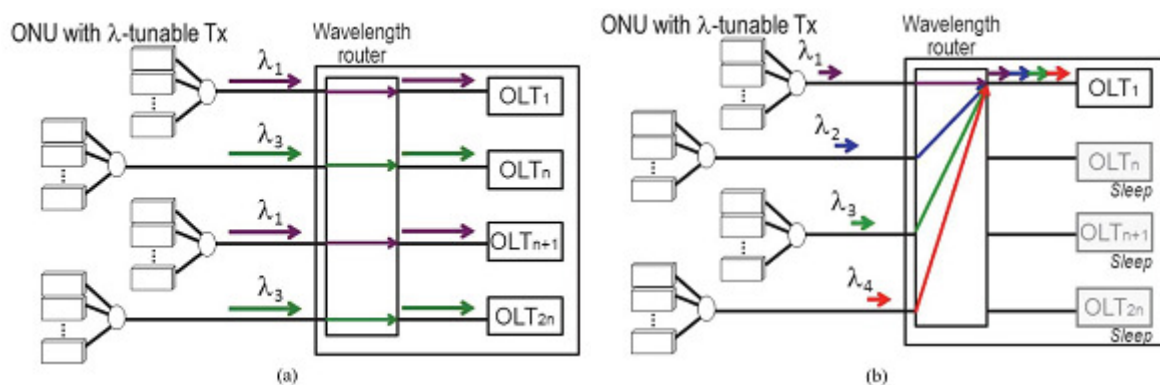 ONU with λ-tunable Tx
Wavelength
router
λ1
OLT1
λ3
OLTn
λ1
OLTn+1
λ3
OLT2n
(a)
ONU with λ-tunable Tx
Wavelength
router
λ1
OLT1
λ2
OLTn
Sleep
λ3
OLTn+1
Sleep
λ4
OLT2n
Sleep
(b)